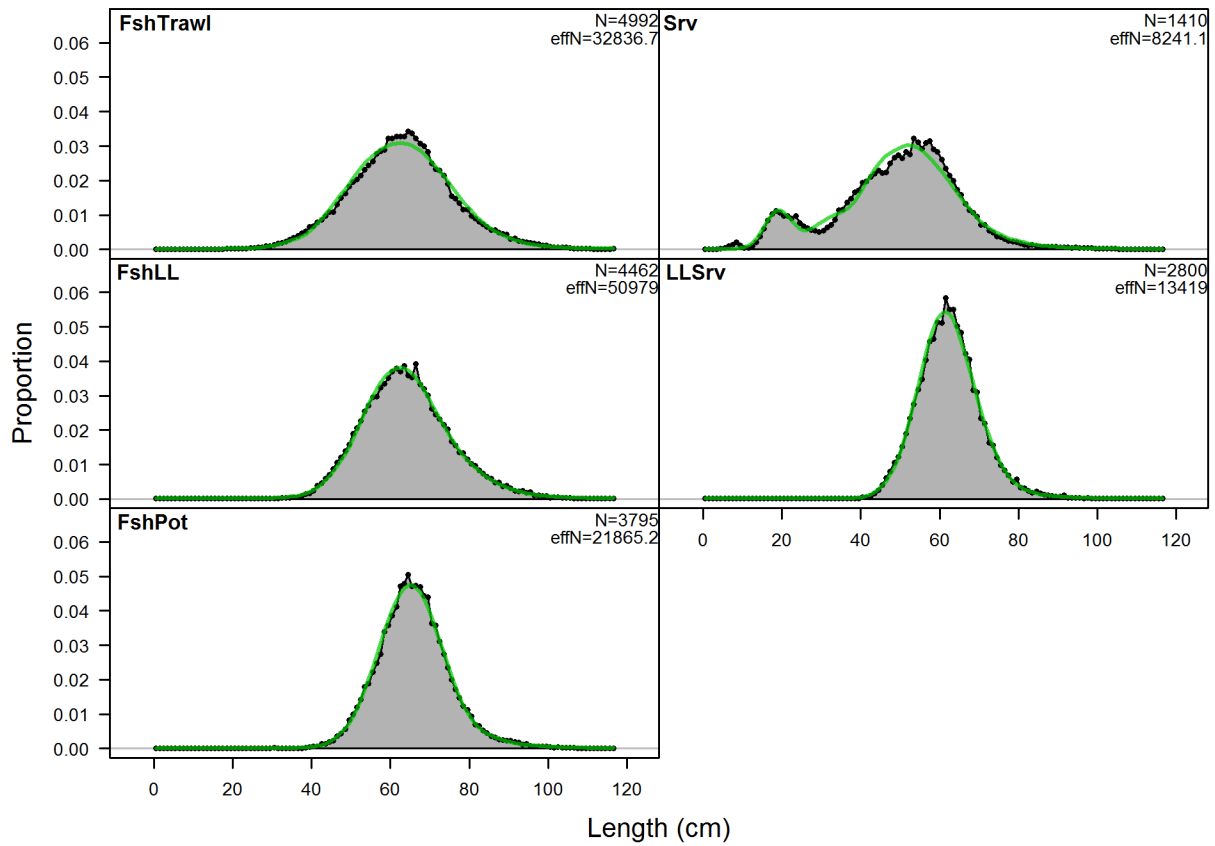 FshTrawl
N=4992
effN=32836.7
Srv
N=1410
effN=8241.1
0.06
0.05
0.04
0.03
0.02
0.01
0.00
FshLL
N=4462
effN=50979
LLSrv
N=2800
effN=13419
0.06
0.05
0.04
0.03
0.02
0.01
0.00
0 20 40 60 80 100 120
FshPot
N=3795
effN=21865.2
0.06
0.05
0.04
0.03
0.02
0.01
0.00
0 20 40 60 80 100 120
Proportion
Length (cm)